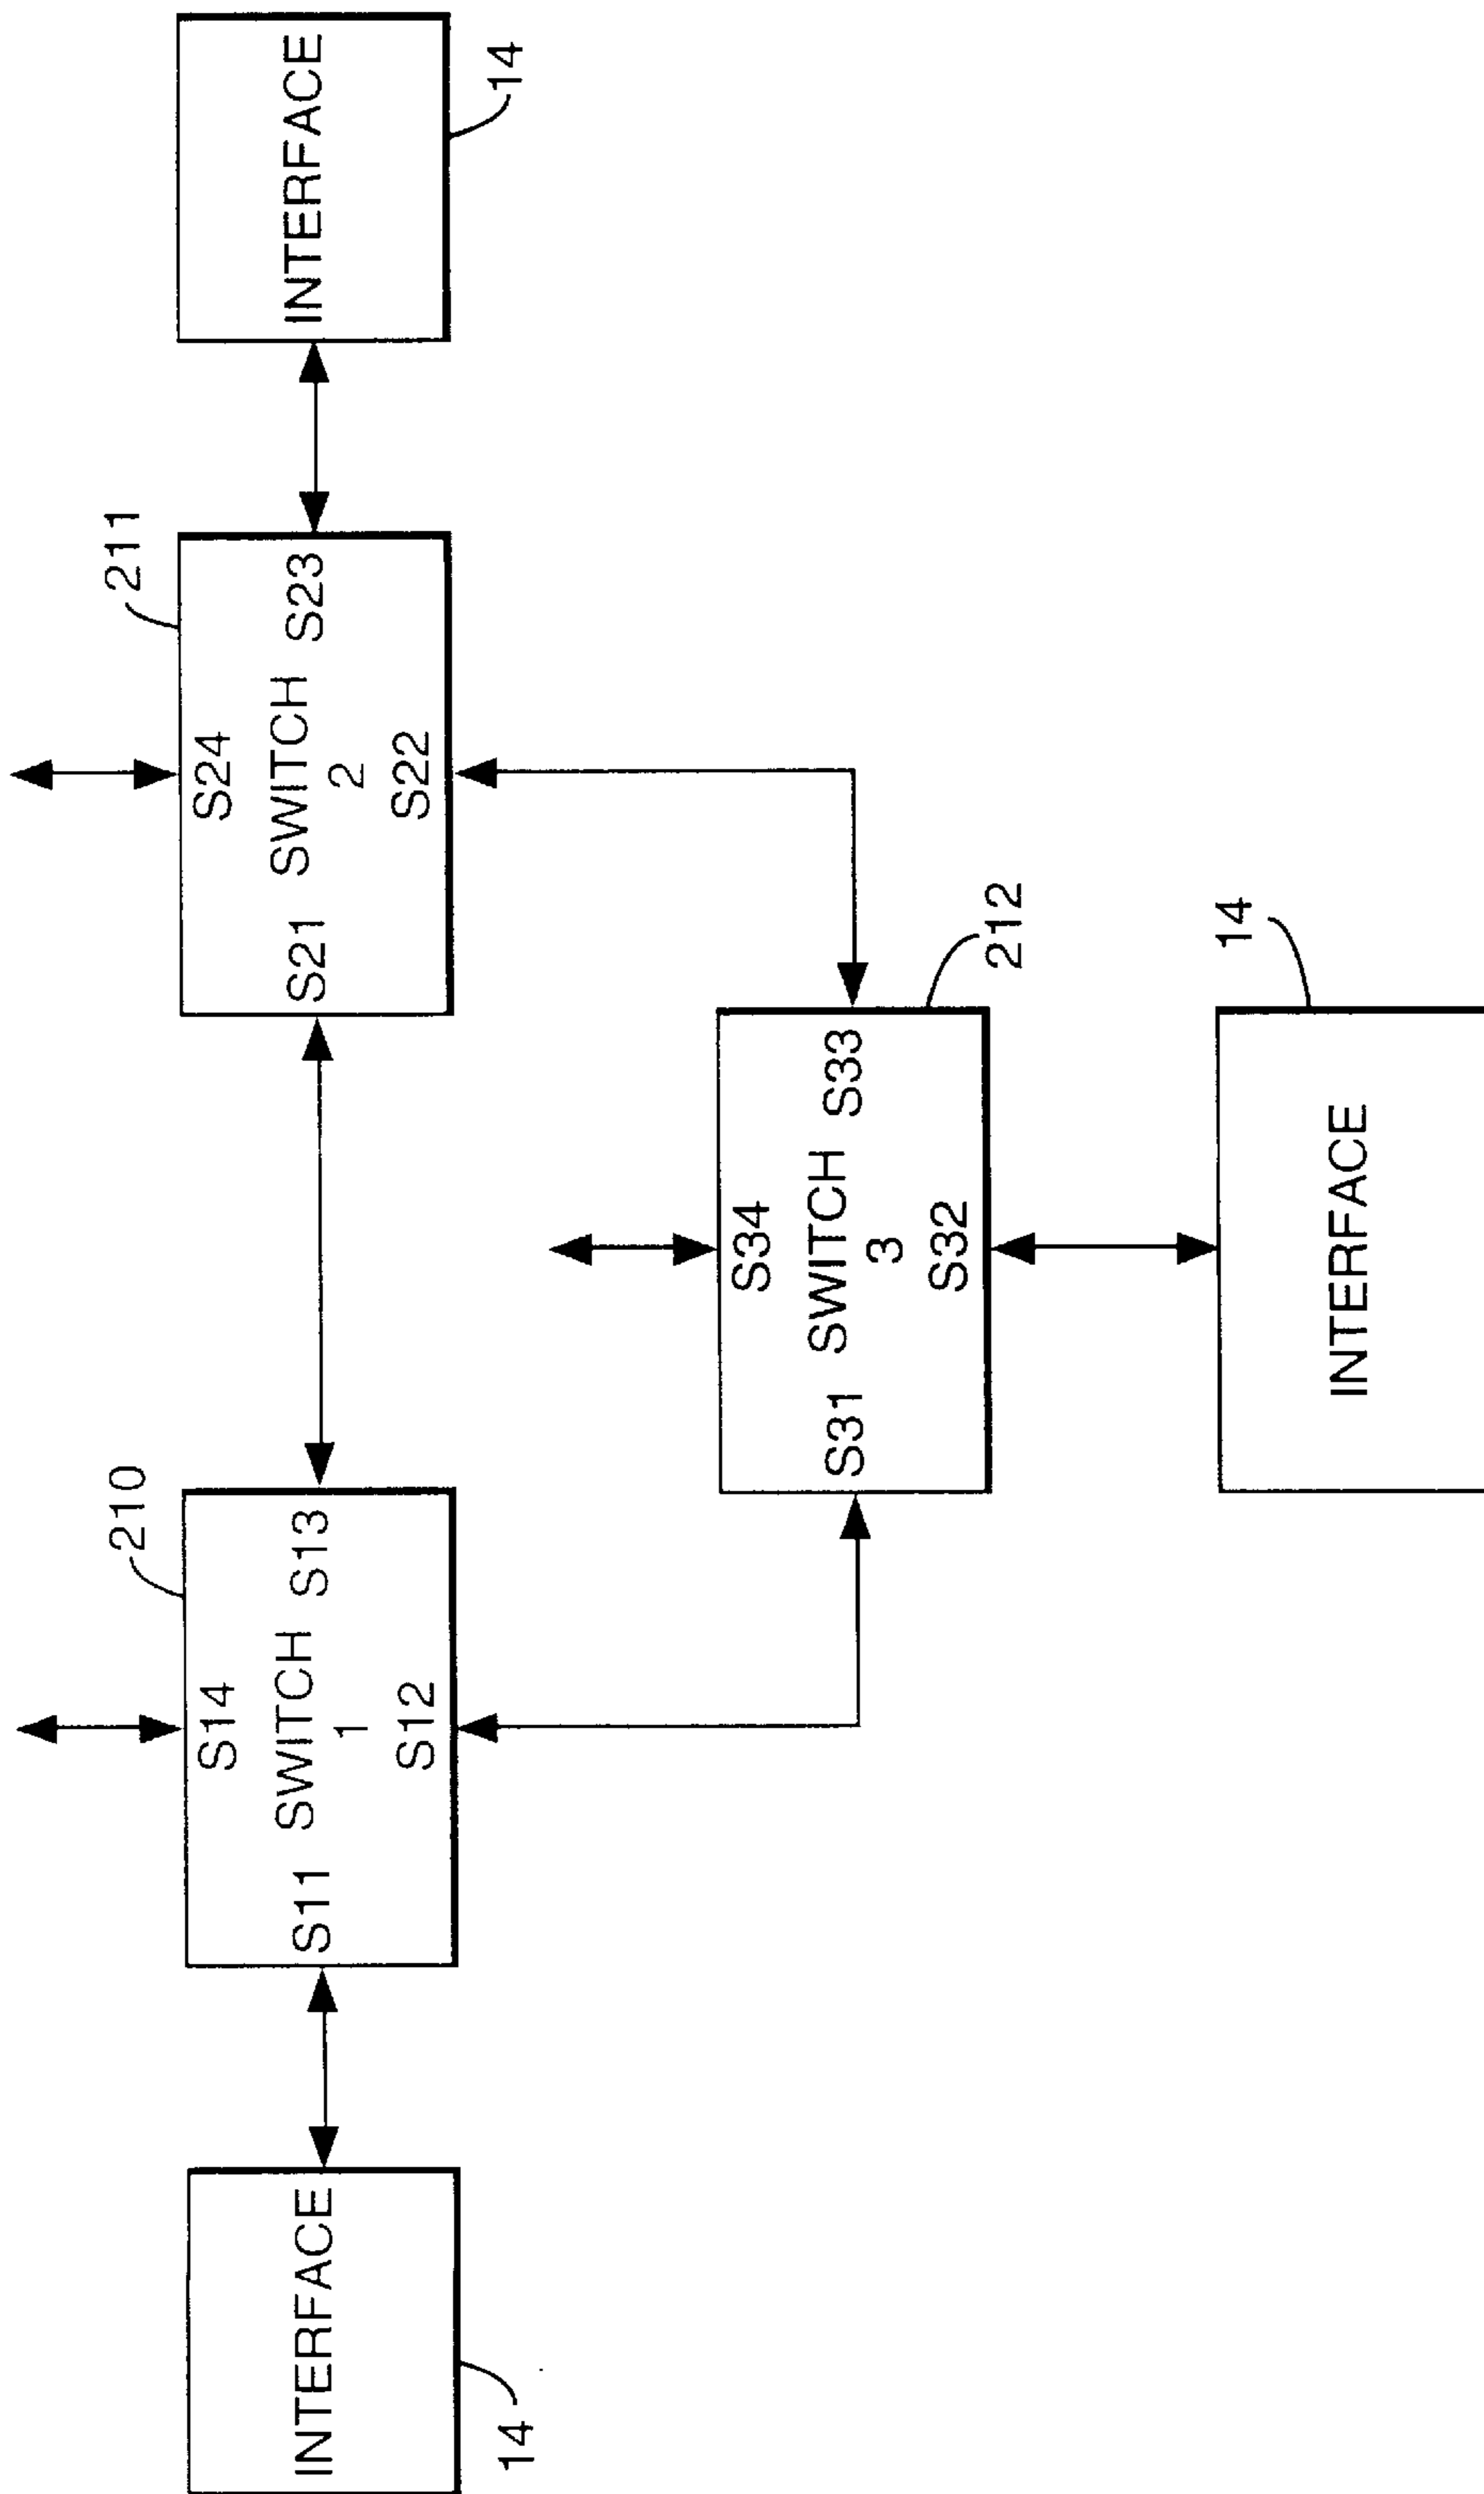 210
211
S14
S24
INTERFACE
S11 SWITCH S13
1
S12
S21 SWITCH S23
2
S22
INTERFACE
14
14
S34
S31 SWITCH S33
3
S32
212
14
INTERFACE